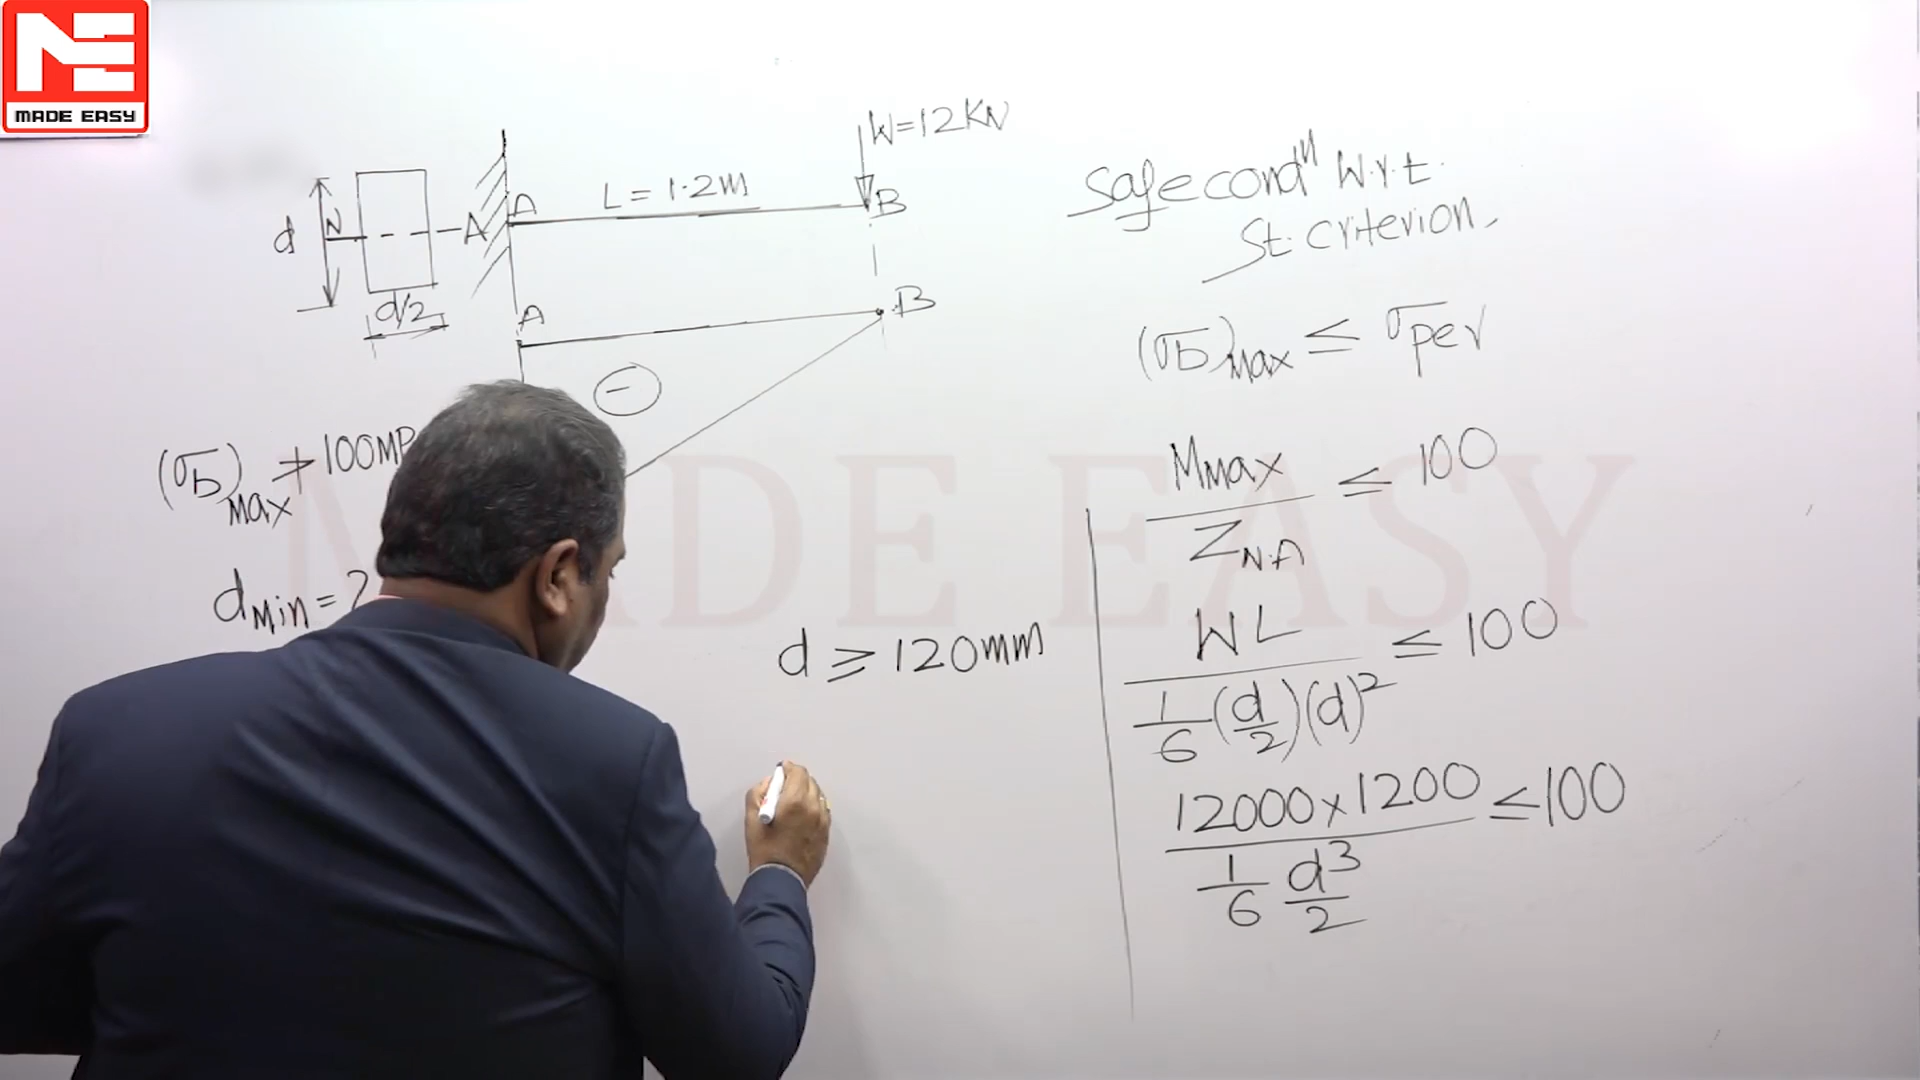 MADE EASY
W=12KN
L = 1.2m
A
B
d
N
A
d/2
A
B
−
(σb)max ≯ 100MP
dMin = ?
d ≥ 120mm
Safe condⁿ w.r.t.
St. criterion
(σb)max ≤ σper
Mmax / ZN.A ≤ 100
WL / (1/6 (d/2)(d)²) ≤ 100
12000×1200 / (1/6 d³/2) ≤ 100
MADE EASY